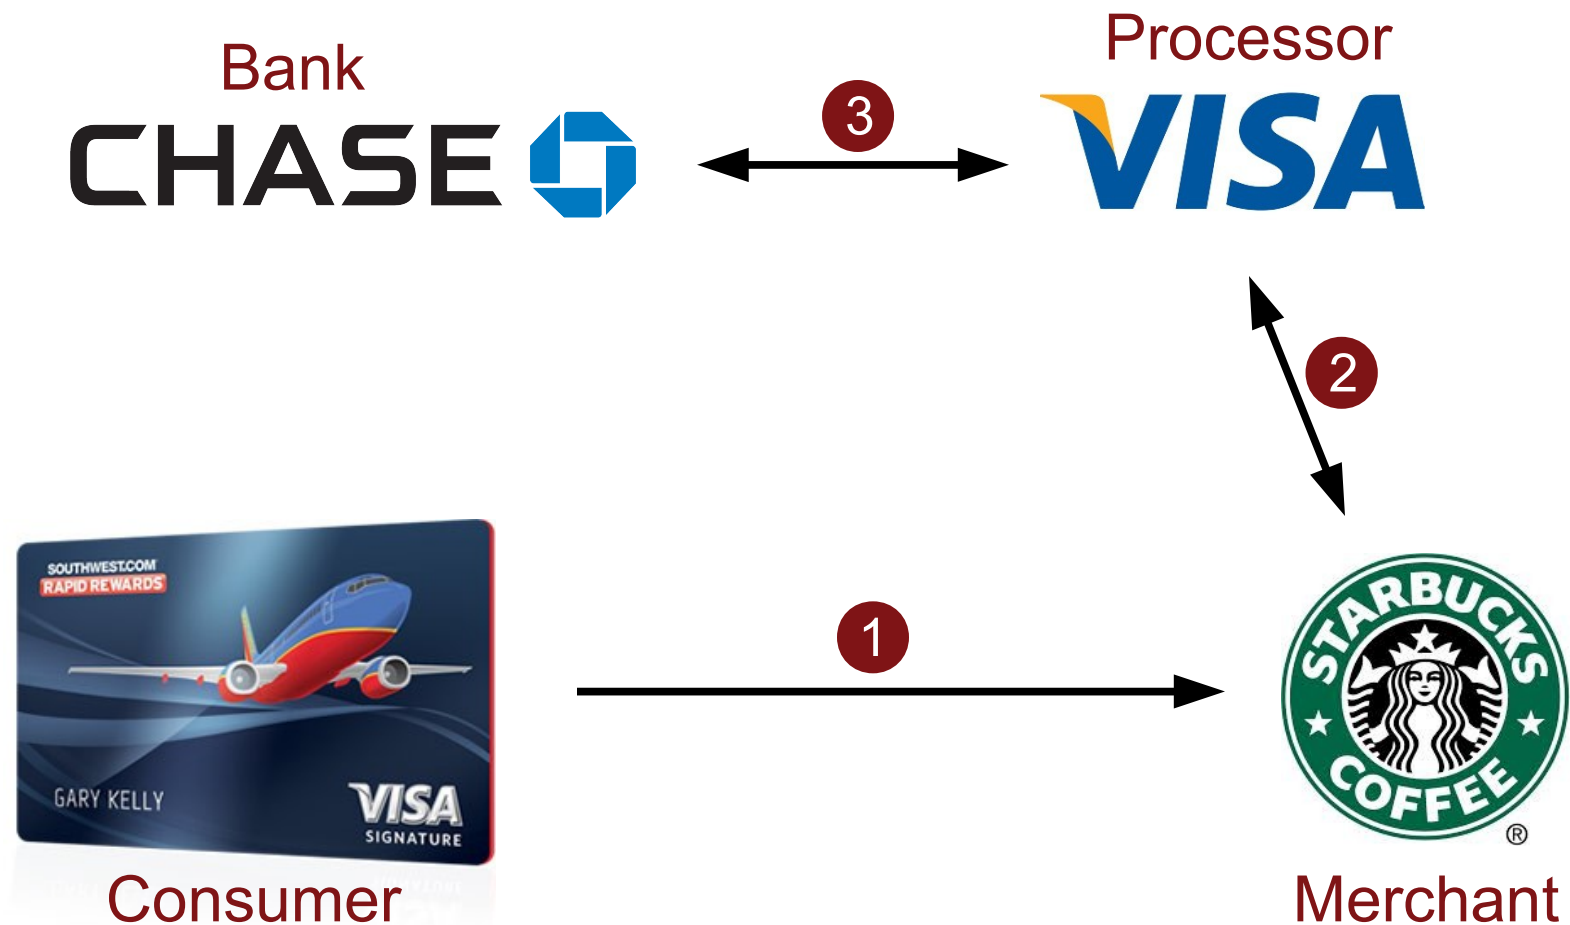 Bank
Processor
CHASE
3
VISA
2
1
SOUTHWEST.COM®
RAPID REWARDS®
GARY KELLY
VISA
SIGNATURE
STARBUCKS
COFFEE
®
Consumer
Merchant